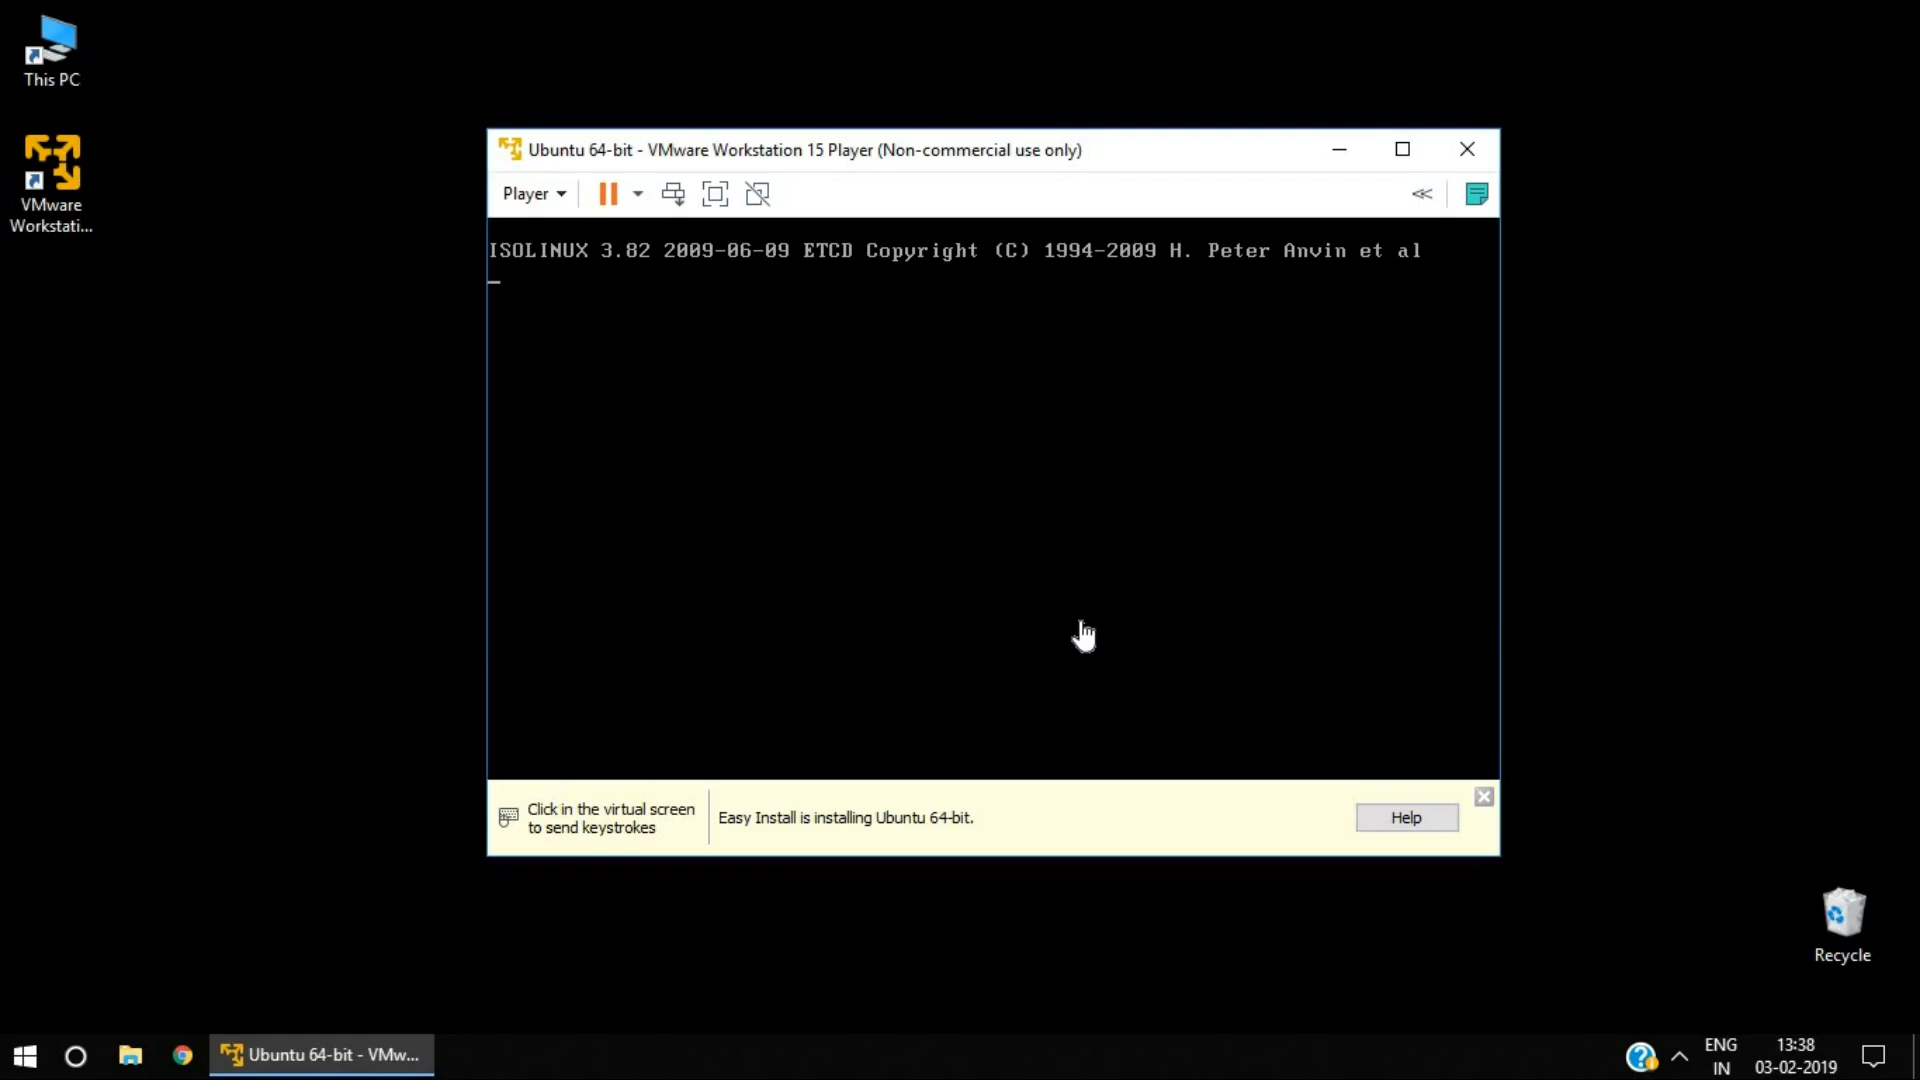 This PC
VMware
Workstati...
Ubuntu 64-bit - VMware Workstation 15 Player (Non-commercial use only)
Player
ISOLINUX 3.82 2009-06-09 ETCD Copyright (C) 1994-2009 H. Peter Anvin et al
Click in the virtual screen
to send keystrokes
Easy Install is installing Ubuntu 64-bit.
Help
Recycle
Ubuntu 64-bit - VMw...
ENG
IN
13:38
03-02-2019